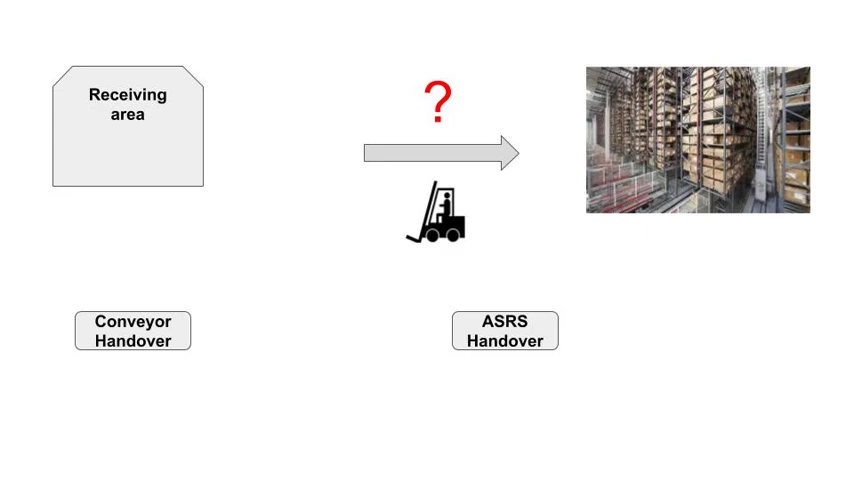 Receiving
area
?
Conveyor
Handover
ASRS
Handover